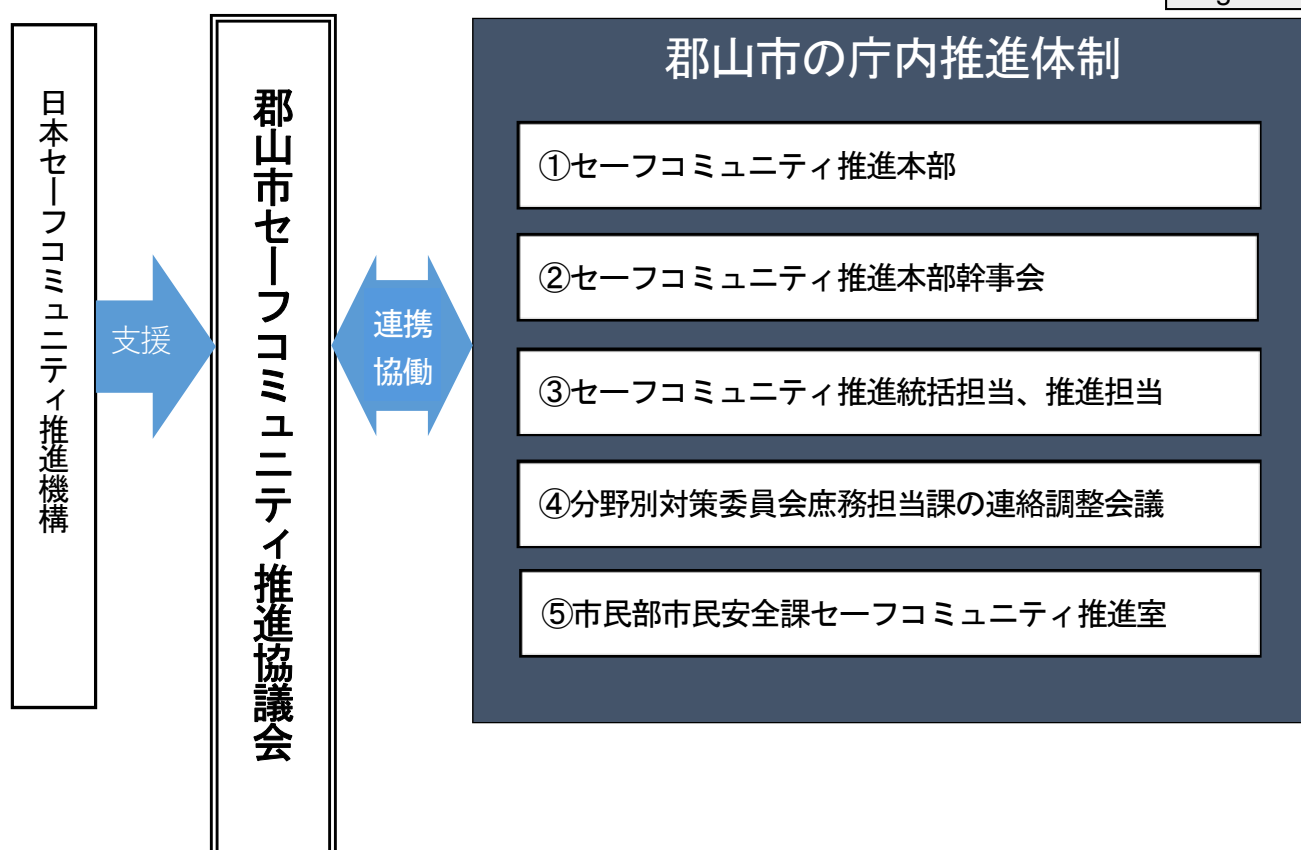 日本セーフコミュニティ推進機構
支援
郡山市セーフコミュニティ推進協議会
連携
協働
郡山市の庁内推進体制
①セーフコミュニティ推進本部
②セーフコミュニティ推進本部幹事会
③セーフコミュニティ推進統括担当、推進担当
④分野別対策委員会庶務担当課の連絡調整会議
⑤市民部市民安全課セーフコミュニティ推進室